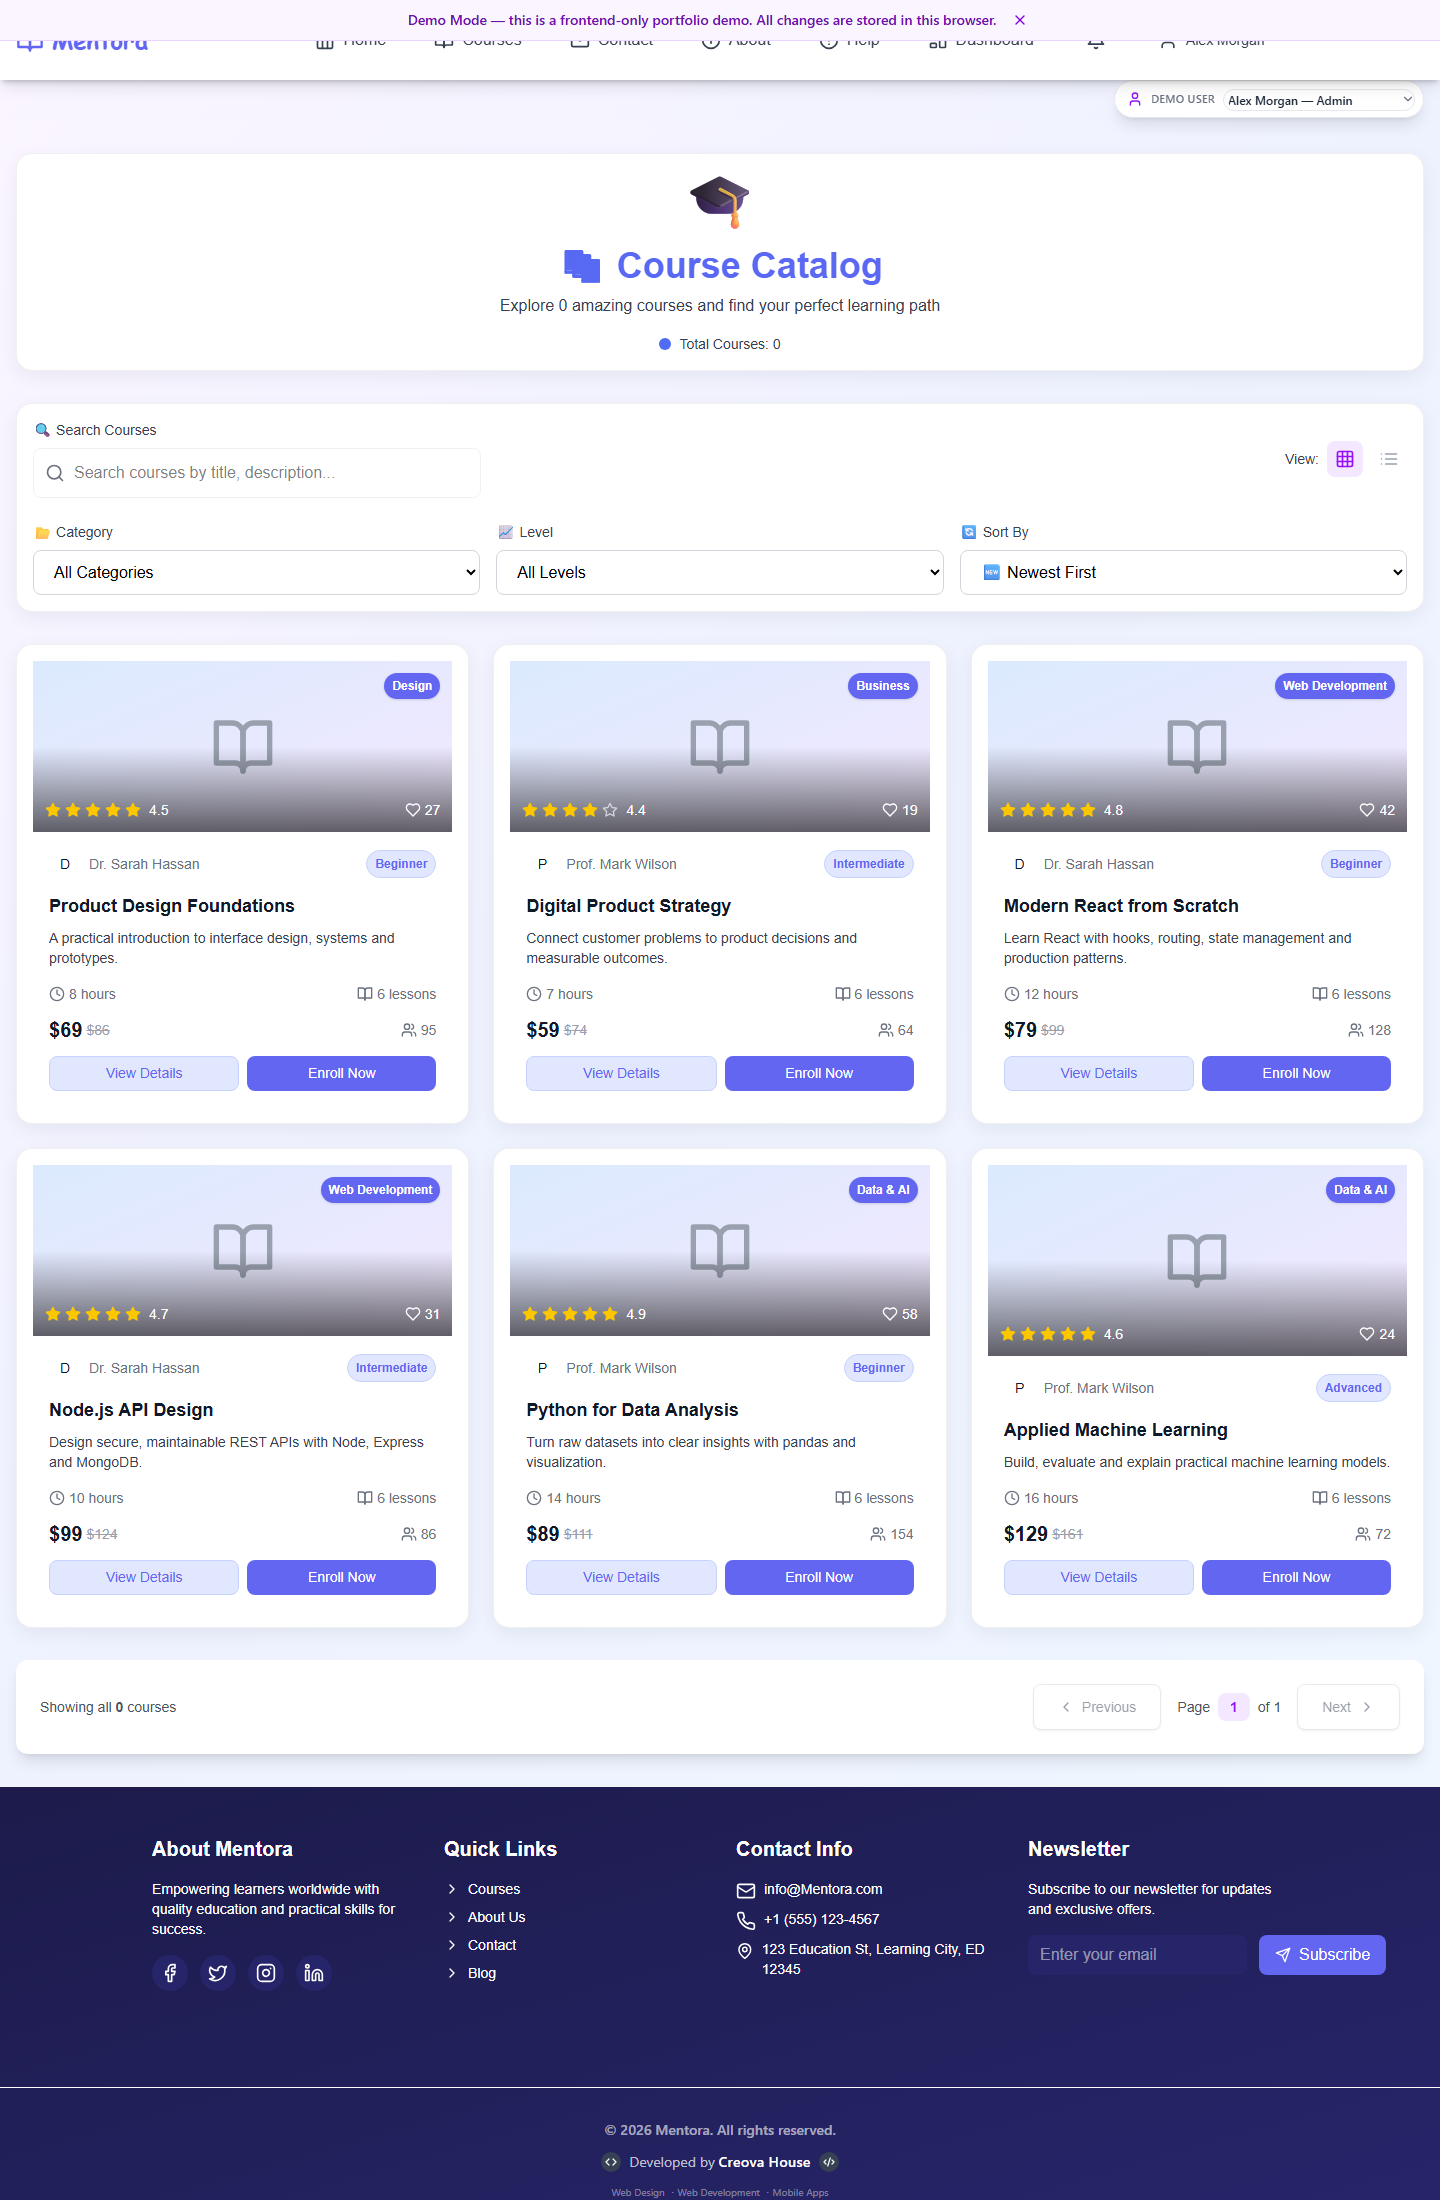 Demo Mode — this is a frontend-only portfolio demo. All changes are stored in this browser.
Mentora
Home
Courses
Contact
About
Help
Dashboard
Alex Morgan
DEMO USER
Alex Morgan — Admin
Course Catalog
Explore 0 amazing courses and find your perfect learning path
Total Courses: 0
Search Courses
Search courses by title, description...
View:
Category
Level
Sort By
All Categories
All Levels
NEW Newest First
Design
4.5
27
D
Dr. Sarah Hassan
Beginner
Product Design Foundations
A practical introduction to interface design, systems and
prototypes.
8 hours
6 lessons
$69 $86
95
View Details
Enroll Now
Business
4.4
19
P
Prof. Mark Wilson
Intermediate
Digital Product Strategy
Connect customer problems to product decisions and
measurable outcomes.
7 hours
6 lessons
$59 $74
64
View Details
Enroll Now
Web Development
4.8
42
D
Dr. Sarah Hassan
Beginner
Modern React from Scratch
Learn React with hooks, routing, state management and
production patterns.
12 hours
6 lessons
$79 $99
128
View Details
Enroll Now
Web Development
4.7
31
D
Dr. Sarah Hassan
Intermediate
Node.js API Design
Design secure, maintainable REST APIs with Node, Express
and MongoDB.
10 hours
6 lessons
$99 $124
86
View Details
Enroll Now
Data & AI
4.9
58
P
Prof. Mark Wilson
Beginner
Python for Data Analysis
Turn raw datasets into clear insights with pandas and
visualization.
14 hours
6 lessons
$89 $111
154
View Details
Enroll Now
Data & AI
4.6
24
P
Prof. Mark Wilson
Advanced
Applied Machine Learning
Build, evaluate and explain practical machine learning models.
16 hours
6 lessons
$129 $161
72
View Details
Enroll Now
Showing all 0 courses
Previous
Page 1 of 1
Next
About Mentora
Empowering learners worldwide with
quality education and practical skills for
success.
Quick Links
Courses
About Us
Contact
Blog
Contact Info
info@Mentora.com
+1 (555) 123-4567
123 Education St, Learning City, ED
12345
Newsletter
Subscribe to our newsletter for updates
and exclusive offers.
Enter your email
Subscribe
© 2026 Mentora. All rights reserved.
Developed by Creova House
Web Design · Web Development · Mobile Apps